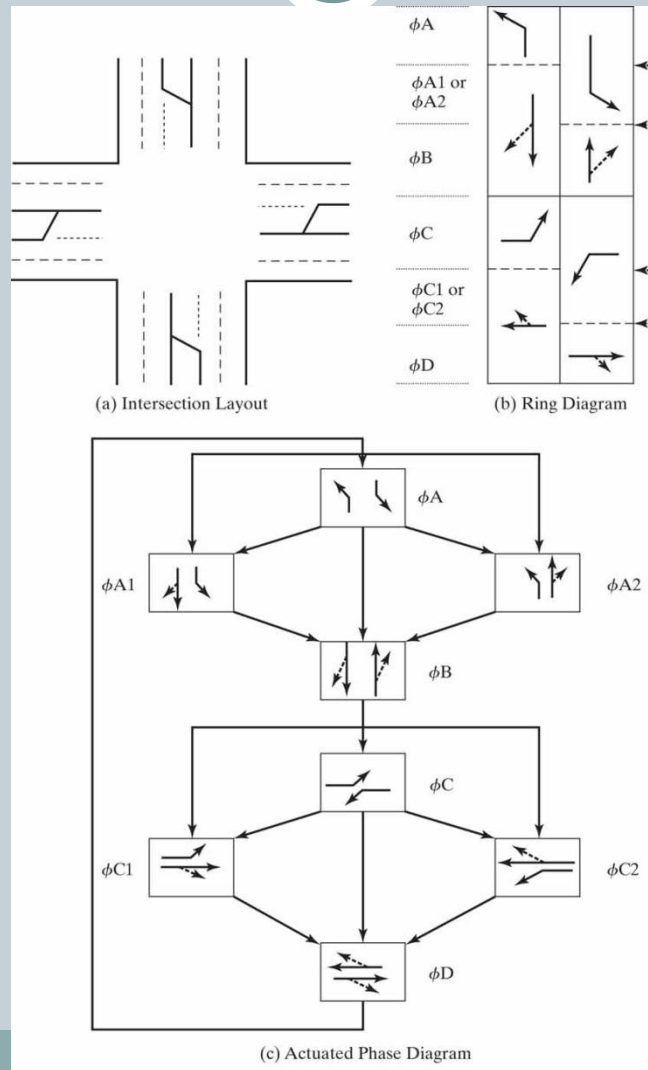 ϕA
ϕA1 or
ϕA2
ϕB
ϕC
ϕC1 or
ϕC2
ϕD
(a) Intersection Layout
(b) Ring Diagram
ϕA
ϕA1
ϕA2
ϕB
ϕC
ϕC1
ϕC2
ϕD
(c) Actuated Phase Diagram